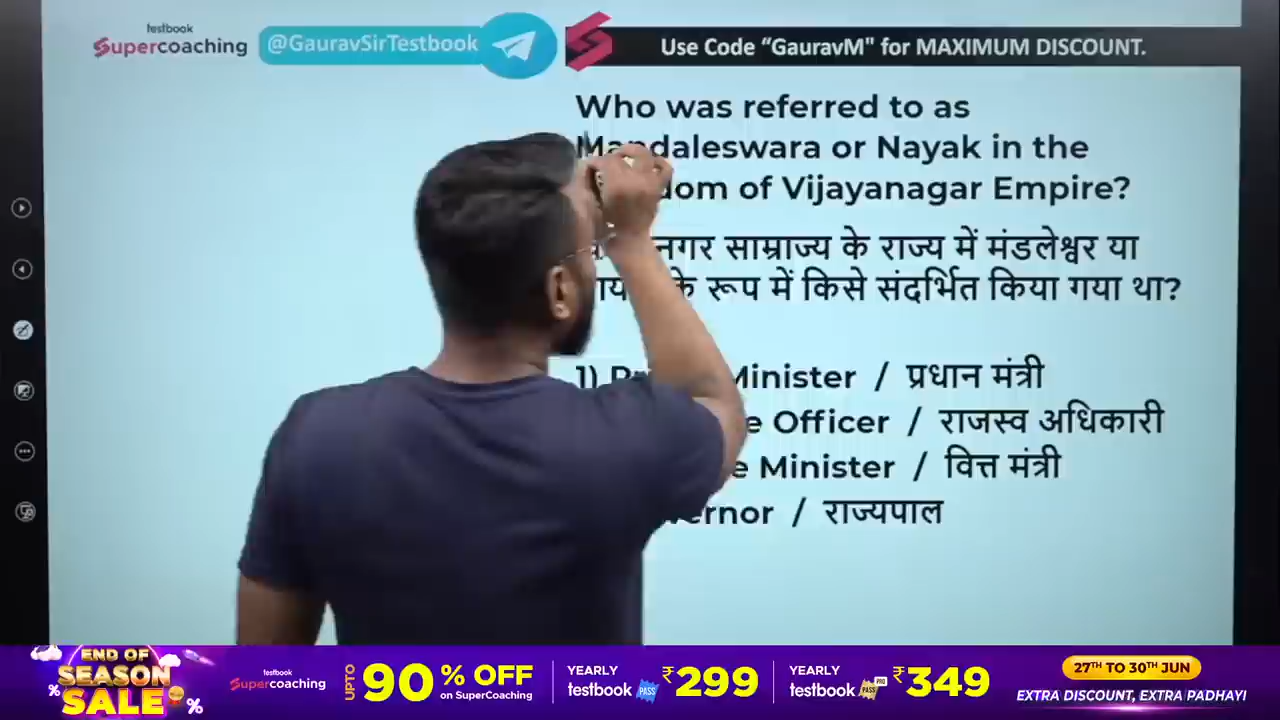 testbook
Supercoaching
@GauravSirTestbook
Use Code “GauravM" for MAXIMUM DISCOUNT.
Who was referred to as
Mandaleswara or Nayak in the
dom of Vijayanagar Empire?
नगर साम्राज्य के राज्य में मंडलेश्वर या
के रूप में किसे संदर्भित किया गया था?
1) Minister / प्रधान मंत्री
Officer / राजस्व अधिकारी
Minister / वित्त मंत्री
vernor / राज्यपाल
END OF
SEASON
SALE
%
%
testbook
Supercoaching
UPTO 90% OFF
on SuperCoaching
YEARLY
testbook PASS
₹299
YEARLY
testbook PASS PRO
₹349
27TH TO 30TH JUN
EXTRA DISCOUNT, EXTRA PADHAYI